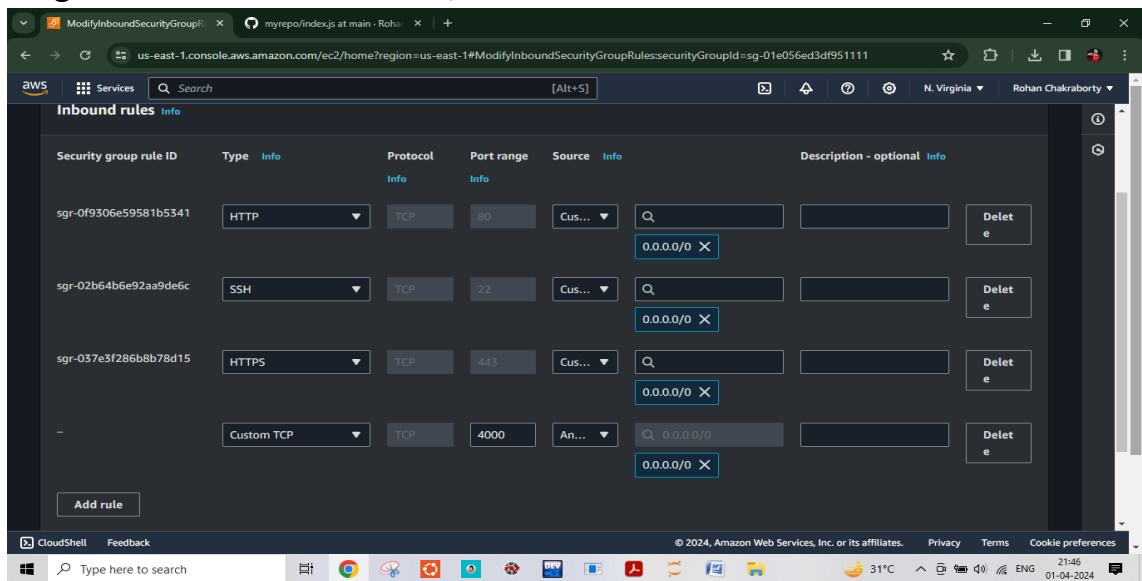 ModifyInboundSecurityGroupR
myrepo/index.js at main · Rohan
us-east-1.console.aws.amazon.com/ec2/home?region=us-east-1#ModifyInboundSecurityGroupRules:securityGroupId=sg-01e056ed3df951111
aws Services Search [Alt+S] N. Virginia Rohan Chakraborty
Inbound rules Info
Security group rule ID Type Info Protocol Port range Source Info Description - optional Info
Info Info
sgr-0f9306e59581b5341 HTTP TCP 80 Cus... Delet
e
0.0.0.0/0
sgr-02b64b6e92aa9de6c SSH TCP 22 Cus... Delet
e
0.0.0.0/0
sgr-037e3f286b8b78d15 HTTPS TCP 443 Cus... Delet
e
0.0.0.0/0
– Custom TCP TCP 4000 An... 0.0.0.0/0 Delet
e
0.0.0.0/0
Add rule
CloudShell Feedback © 2024, Amazon Web Services, Inc. or its affiliates. Privacy Terms Cookie preferences
Type here to search DEV 31°C ENG 21:46
01-04-2024